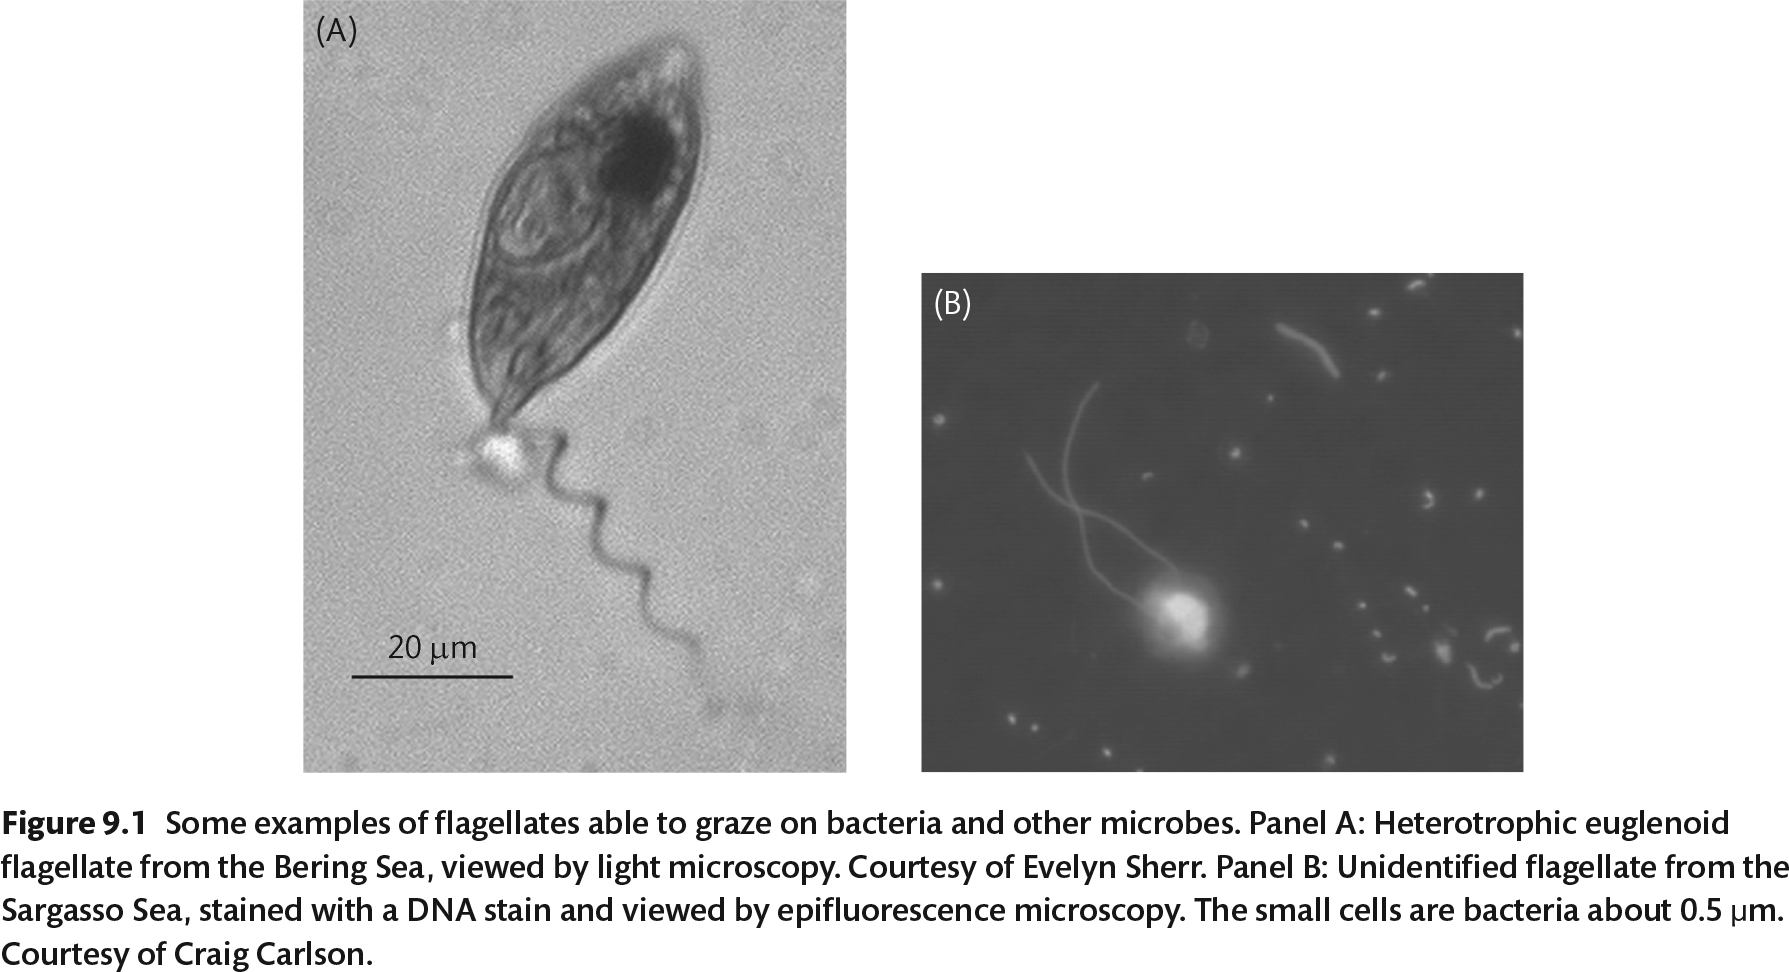 (A)
20 μm
(B)
Figure 9.1 Some examples of flagellates able to graze on bacteria and other microbes. Panel A: Heterotrophic euglenoid
flagellate from the Bering Sea, viewed by light microscopy. Courtesy of Evelyn Sherr. Panel B: Unidentified flagellate from the
Sargasso Sea, stained with a DNA stain and viewed by epifluorescence microscopy. The small cells are bacteria about 0.5 μm.
Courtesy of Craig Carlson.